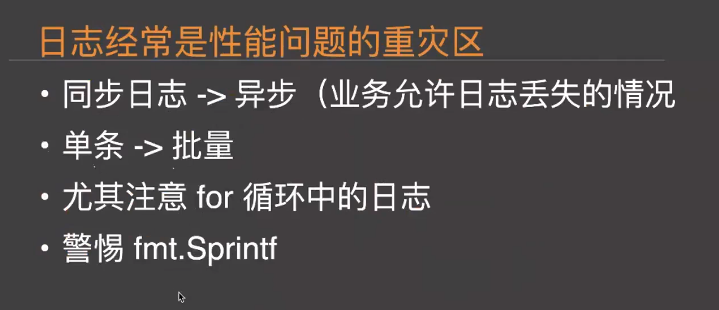 日志经常是性能问题的重灾区
• 同步日志 -> 异步（业务允许日志丢失的情况
• 单条 -> 批量
• 尤其注意 for 循环中的日志
• 警惕 fmt.Sprintf